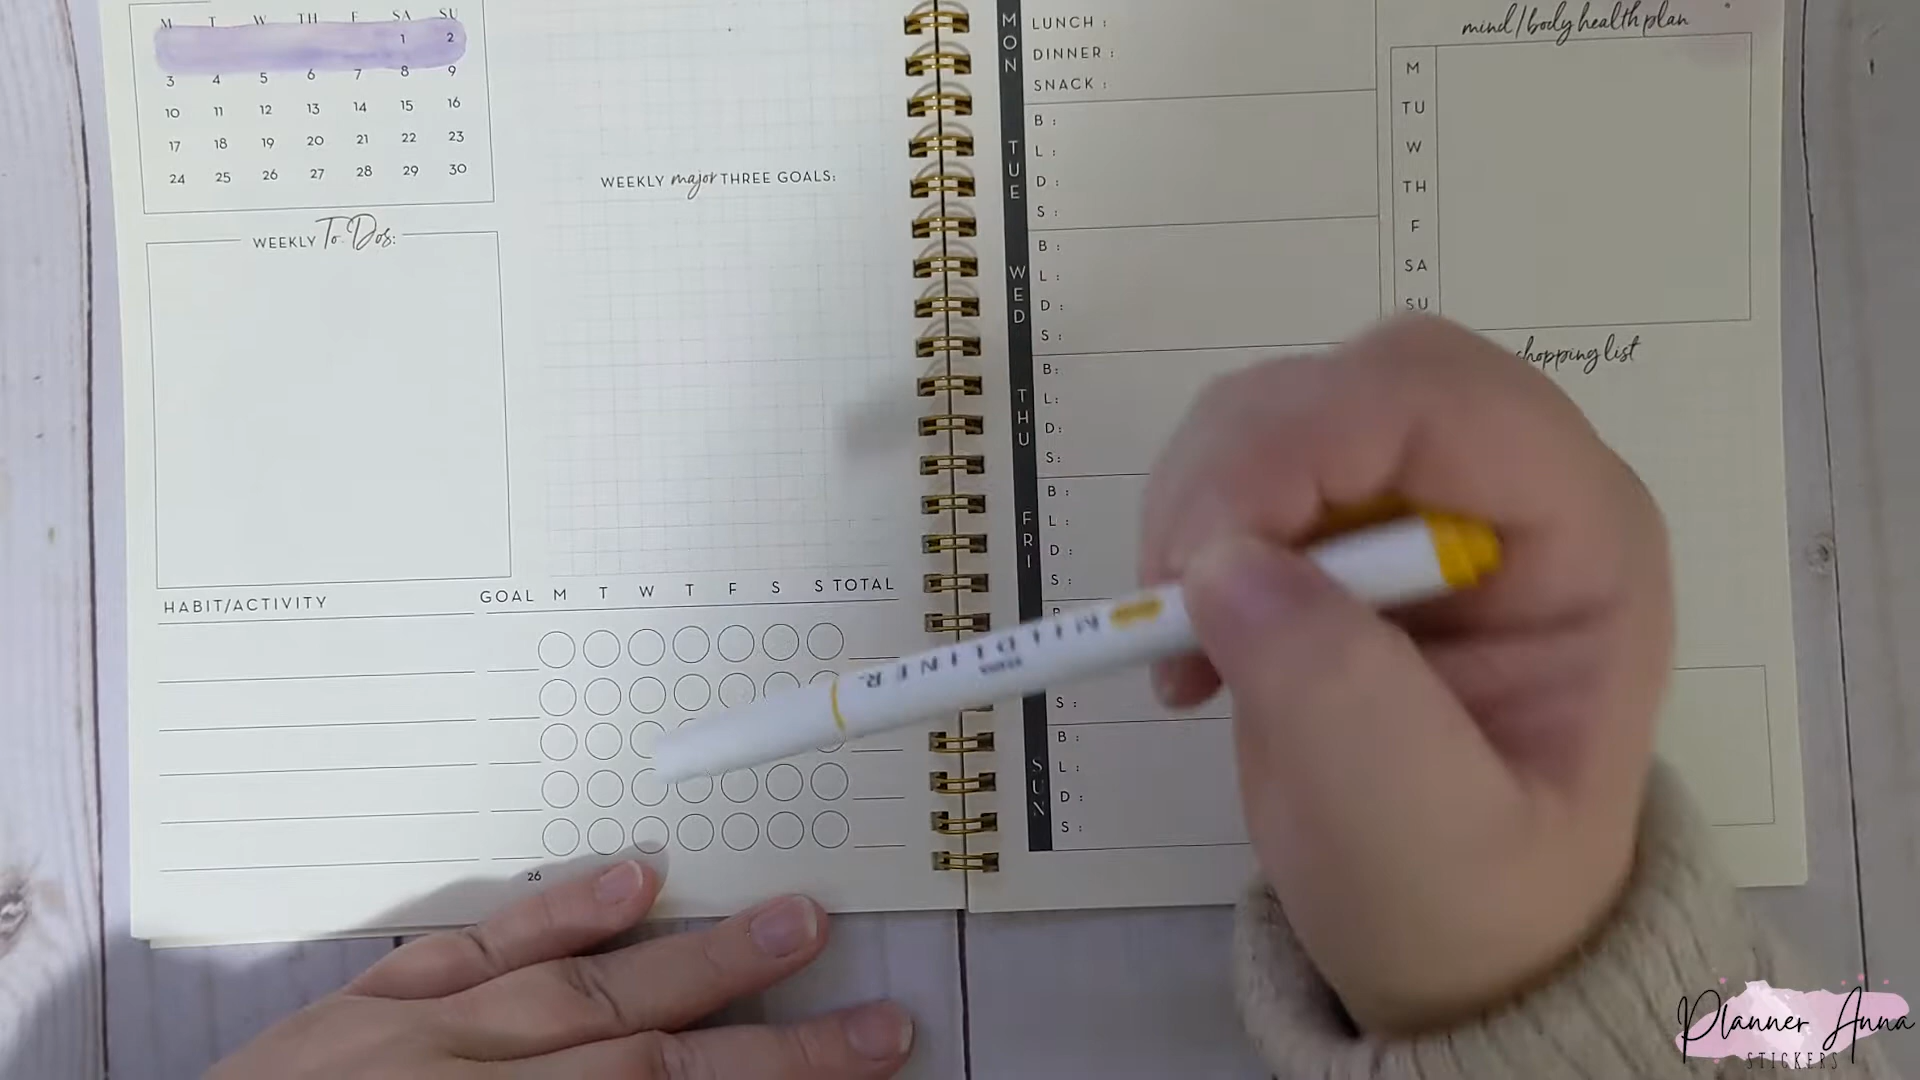 M T W TH F SA SU
1 2
3 4 5 6 7 8 9
10 11 12 13 14 15 16
17 18 19 20 21 22 23
24 25 26 27 28 29 30
WEEKLY To Dos:
WEEKLY major THREE GOALS:
HABIT/ACTIVITY GOAL M T W T F S S TOTAL
26
MON
LUNCH :
DINNER :
SNACK :
TUE
B :
L :
D :
S :
WED
B :
L :
D :
S :
THU
B:
L:
D:
S:
FRI
B :
L :
D :
S :
B
S :
SUN
B :
L :
D :
S :
mind/body health plan
M
TU
W
TH
F
SA
SU
shopping list
MILDLINER
Planner Anna
STICKERS